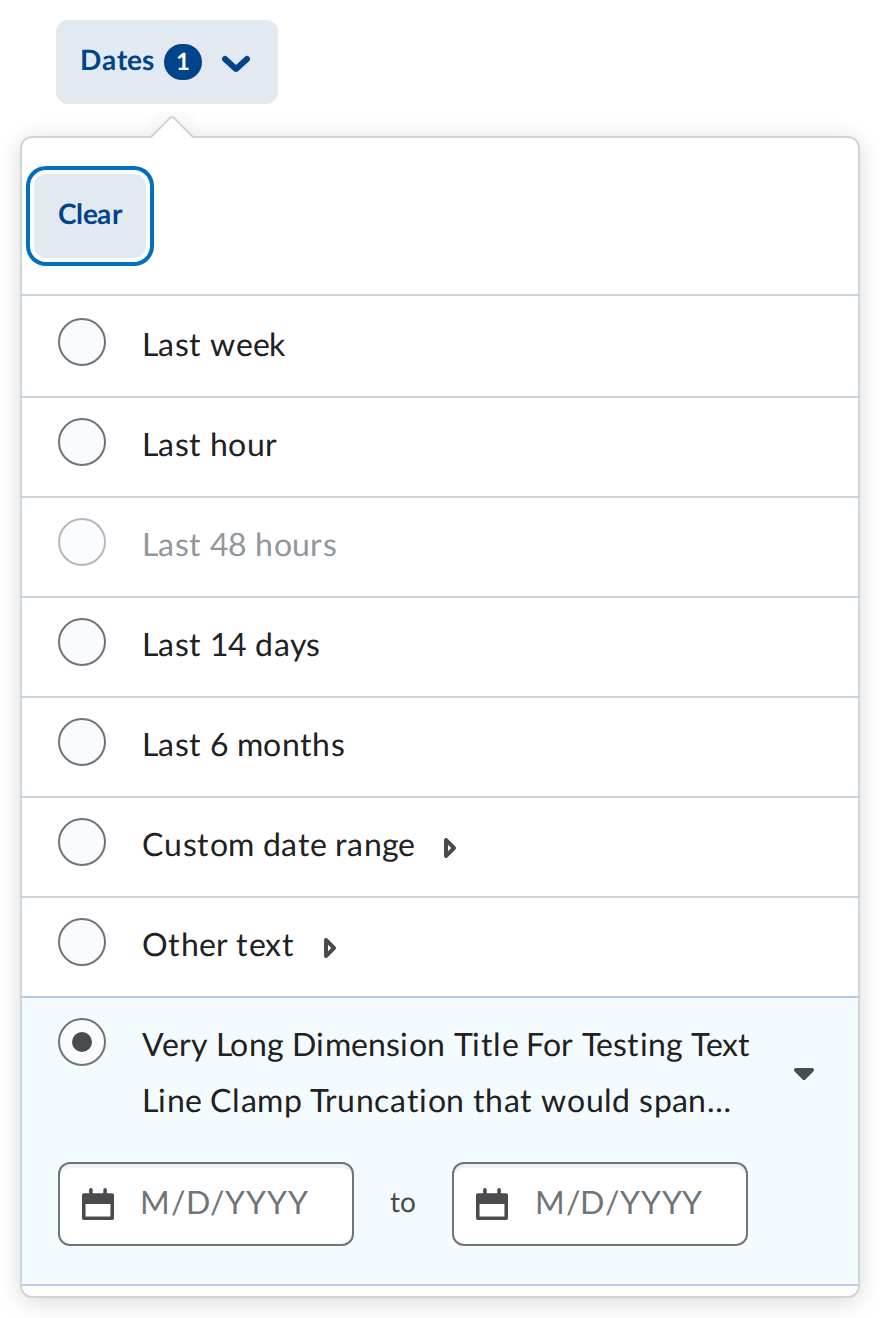 Dates 1
Clear
Last week
Last hour
Last 48 hours
Last 14 days
Last 6 months
Custom date range
Other text
Very Long Dimension Title For Testing Text
Line Clamp Truncation that would span...
M/D/YYYY to M/D/YYYY